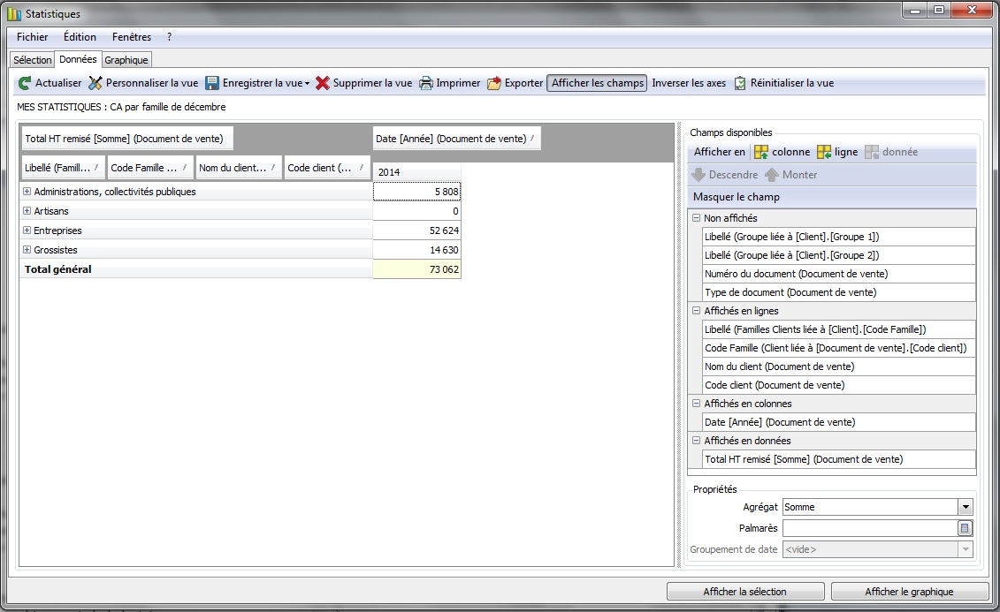 Statistiques
Fichier Édition Fenêtres ?
Sélection Données Graphique
Actualiser Personnaliser la vue Enregistrer la vue Supprimer la vue Imprimer Exporter Afficher les champs Inverser les axes Réinitialiser la vue
MES STATISTIQUES : CA par famille de décembre
Total HT remisé [Somme] (Document de vente) Date [Année] (Document de vente)
Libellé (Famill... Code Famille ... Nom du client... Code client (... 2014
Administrations, collectivités publiques 5 808
Artisans 0
Entreprises 52 624
Grossistes 14 630
Total général 73 062
Champs disponibles
Afficher en colonne ligne donnée
Descendre Monter
Masquer le champ
Non affichés
Libellé (Groupe liée à [Client].[Groupe 1])
Libellé (Groupe liée à [Client].[Groupe 2])
Numéro du document (Document de vente)
Type de document (Document de vente)
Affichés en lignes
Libellé (Familles Clients liée à [Client].[Code Famille])
Code Famille (Client liée à [Document de vente].[Code client])
Nom du client (Document de vente)
Code client (Document de vente)
Affichés en colonnes
Date [Année] (Document de vente)
Affichés en données
Total HT remisé [Somme] (Document de vente)
Propriétés
Agrégat Somme
Palmarès
Groupement de date <vide>
Afficher la sélection Afficher le graphique